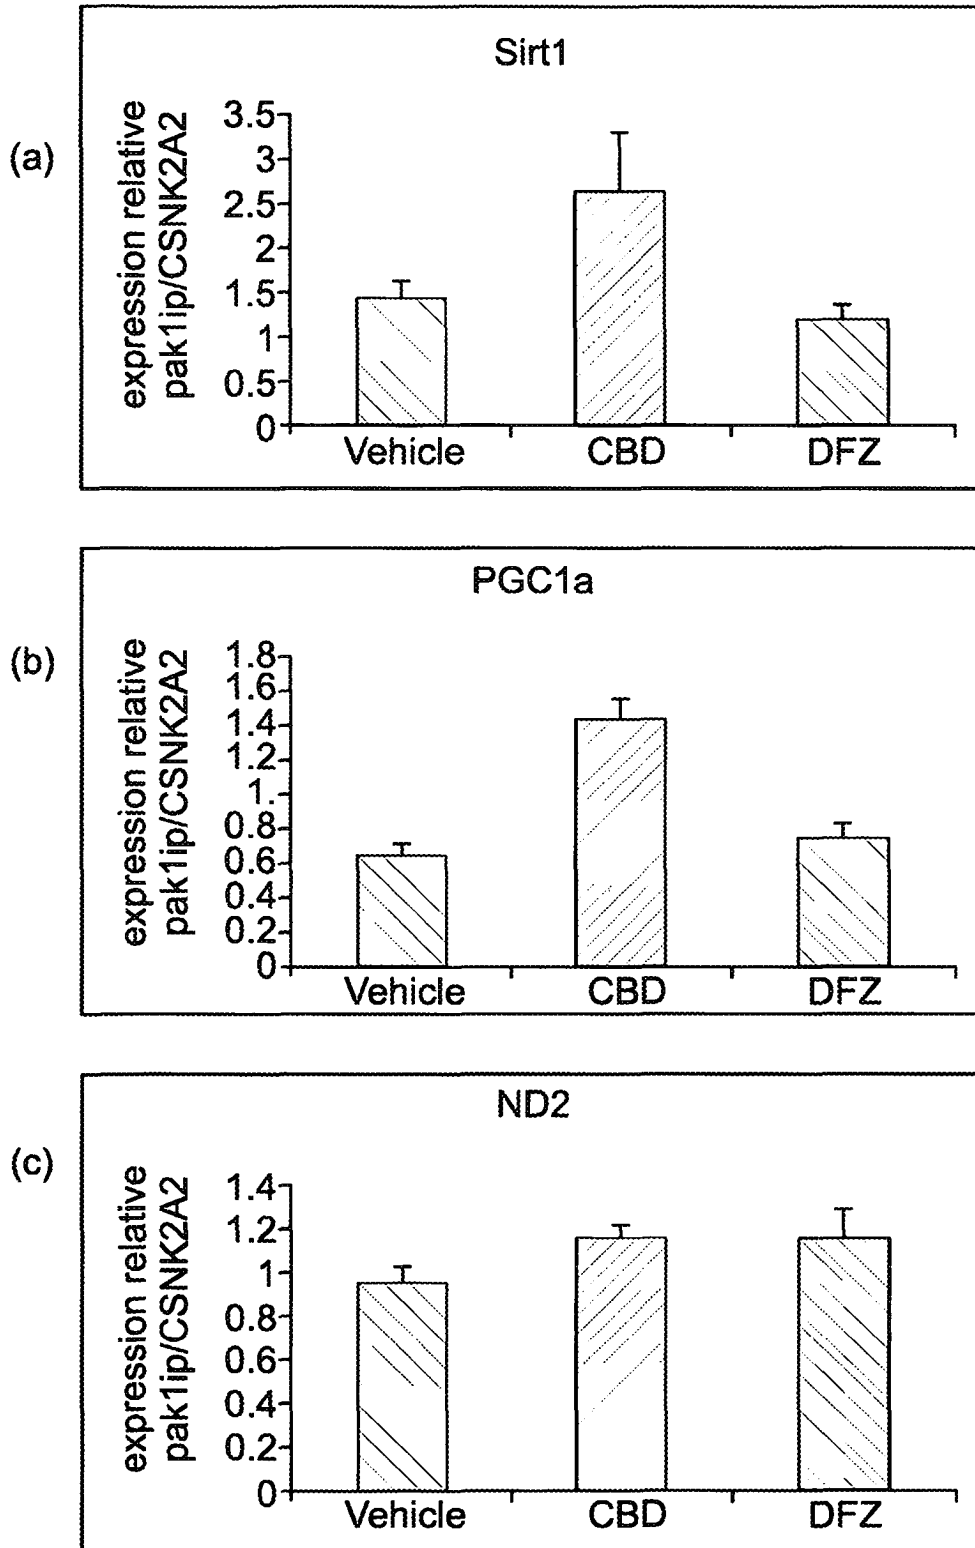 (a)
Sirt1
expression relative
pak1ip/CSNK2A2
3.5
3
2.5
2
1.5
1
0.5
0
Vehicle CBD DFZ
(b)
PGC1a
expression relative
pak1ip/CSNK2A2
1.8
1.6
1.4
1.2
1.
0.8
0.6
0.4
0.2
0
Vehicle CBD DFZ
(c)
ND2
expression relative
pak1ip/CSNK2A2
1.4
1.2
1
0.8
0.6
0.4
0.2
0
Vehicle CBD DFZ